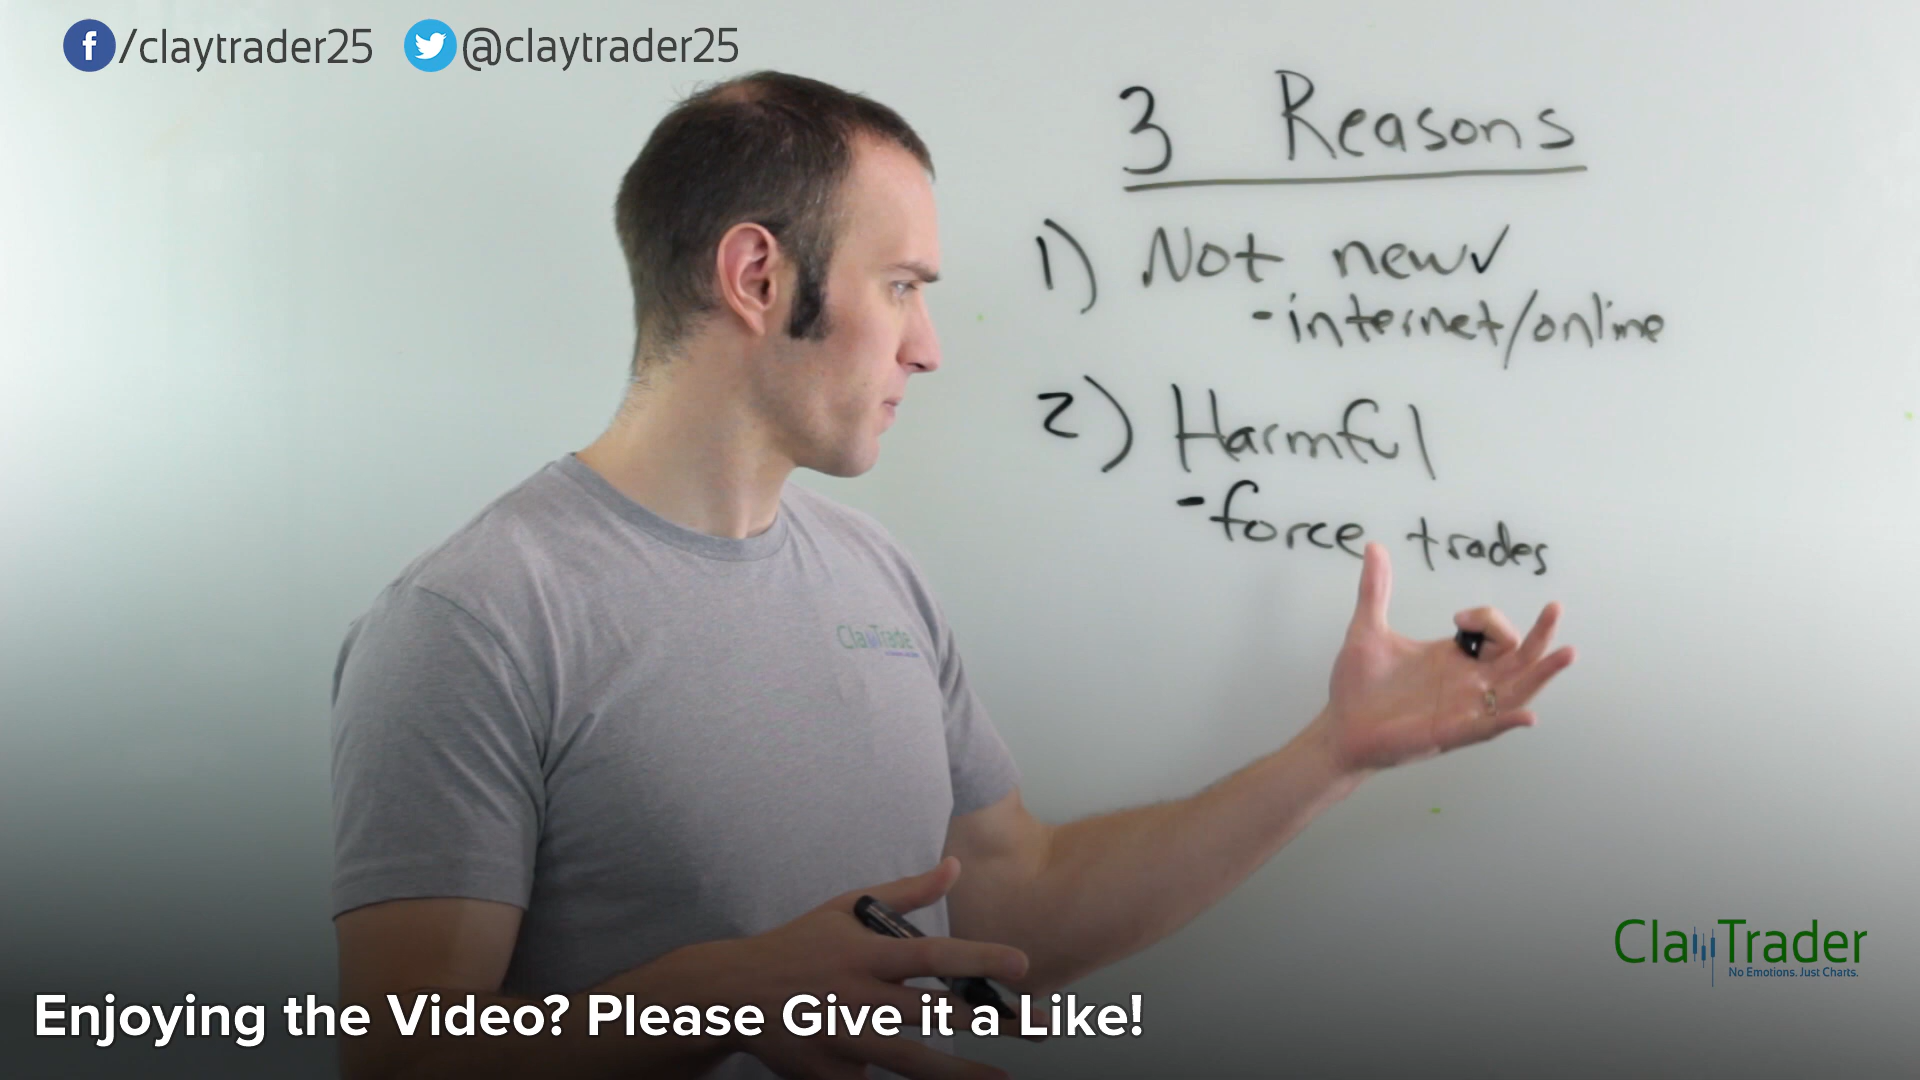 /claytrader25 @claytrader25
3 Reasons
1) Not new✓
-internet/online
2) Harmful
-force trades
ClayTrade
ClayTrader
No Emotions. Just Charts.
Enjoying the Video? Please Give it a Like!